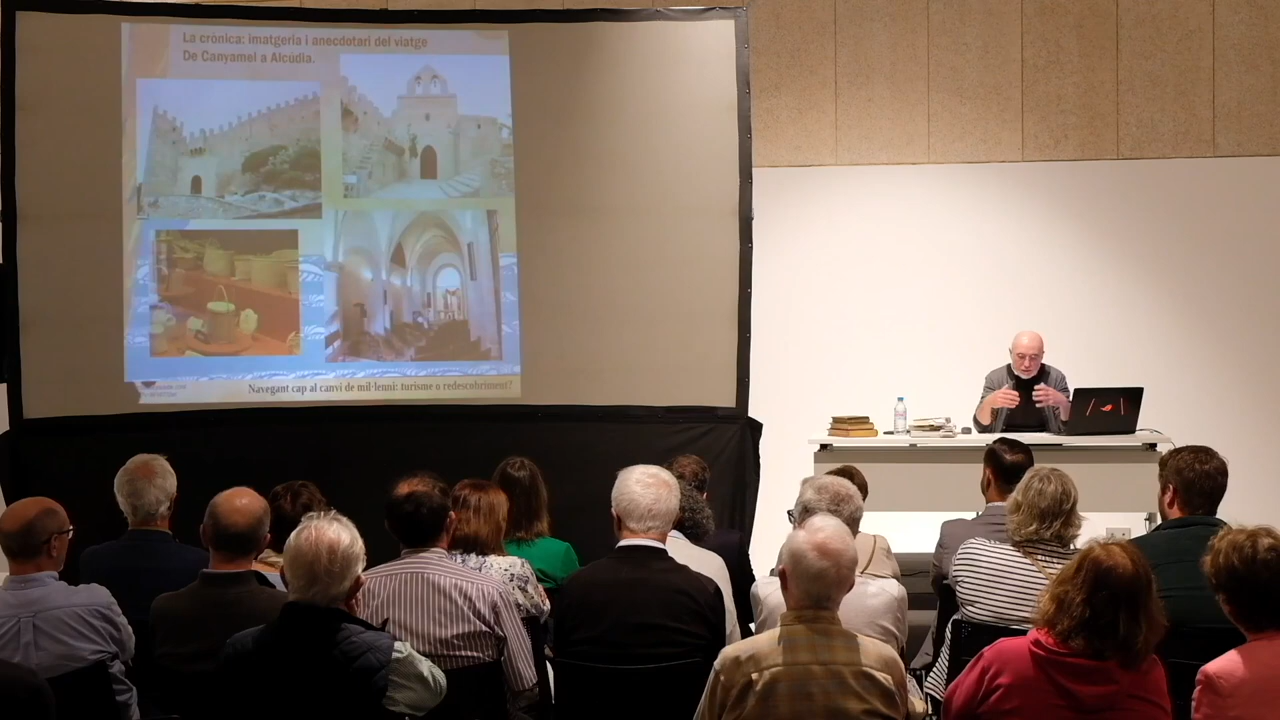 La crònica: imatgeria i anecdotari del viatge
De Canyamel a Alcúdia.
Navegant cap al canvi de mil·lenni: turisme o redescobriment?